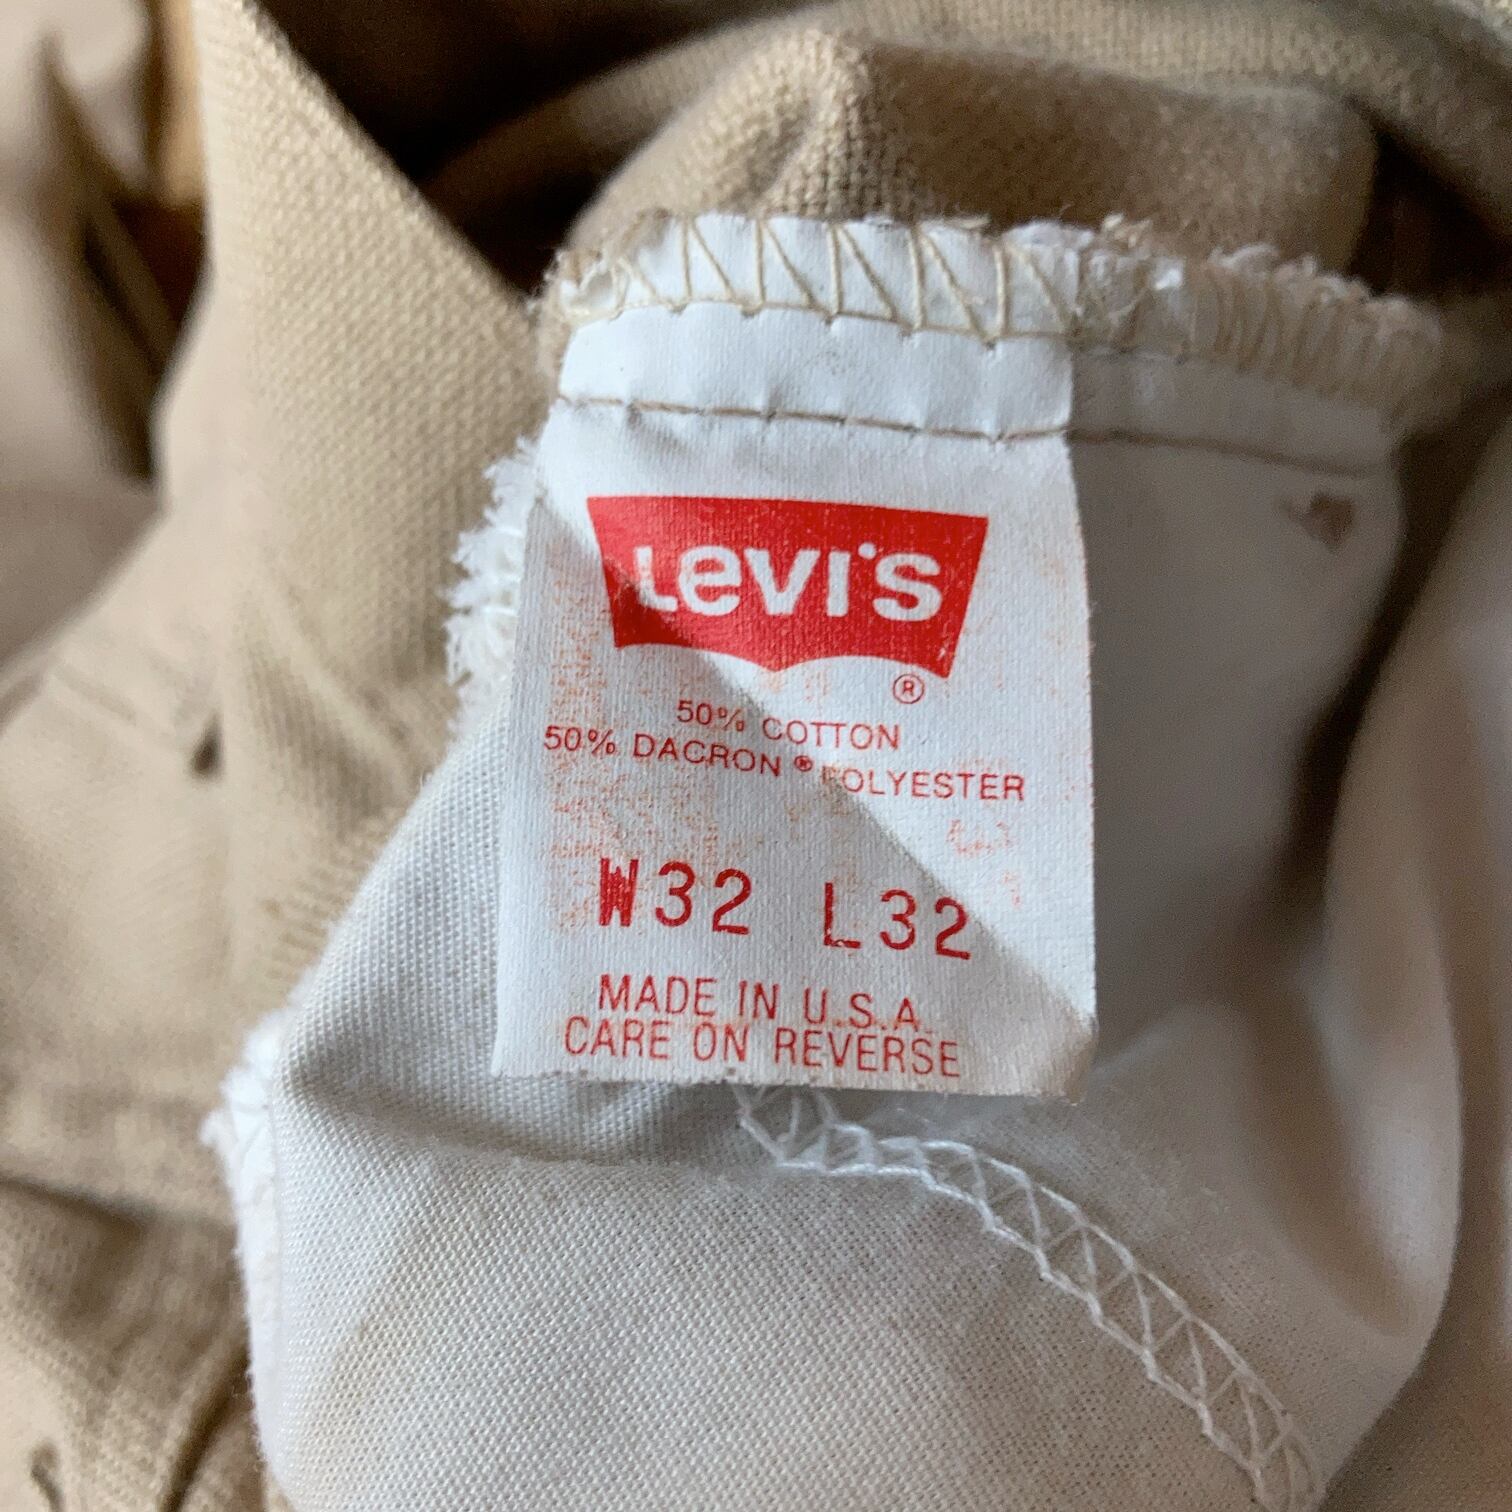 Levi's
®
50% COTTON
50% DACRON ® POLYESTER
W32 L32
MADE IN U.S.A.
CARE ON REVERSE